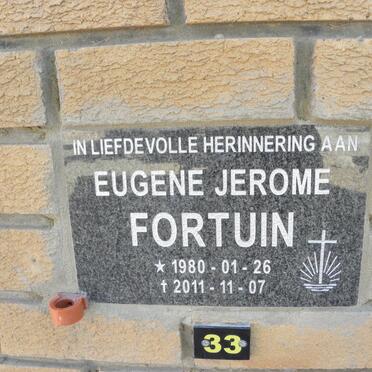 IN LIEFDEVOLLE HERINNERING AAN
EUGENE JEROME
FORTUIN
★ 1980 - 01 - 26
† 2011 - 11 - 07
33